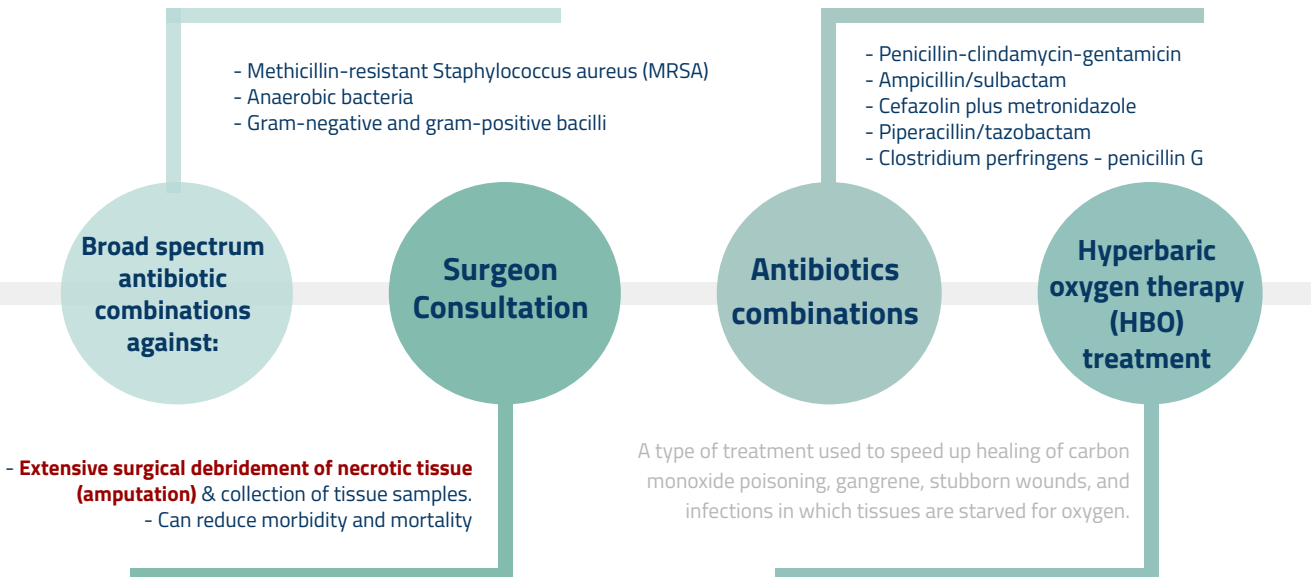 - Methicillin-resistant Staphylococcus aureus (MRSA)
- Anaerobic bacteria
- Gram-negative and gram-positive bacilli
- Penicillin-clindamycin-gentamicin
- Ampicillin/sulbactam
- Cefazolin plus metronidazole
- Piperacillin/tazobactam
- Clostridium perfringens - penicillin G
Broad spectrum
antibiotic
combinations
against:
Surgeon
Consultation
Antibiotics
combinations
Hyperbaric
oxygen therapy
(HBO)
treatment
- Extensive surgical debridement of necrotic tissue
(amputation) & collection of tissue samples.
- Can reduce morbidity and mortality
A type of treatment used to speed up healing of carbon
monoxide poisoning, gangrene, stubborn wounds, and
infections in which tissues are starved for oxygen.